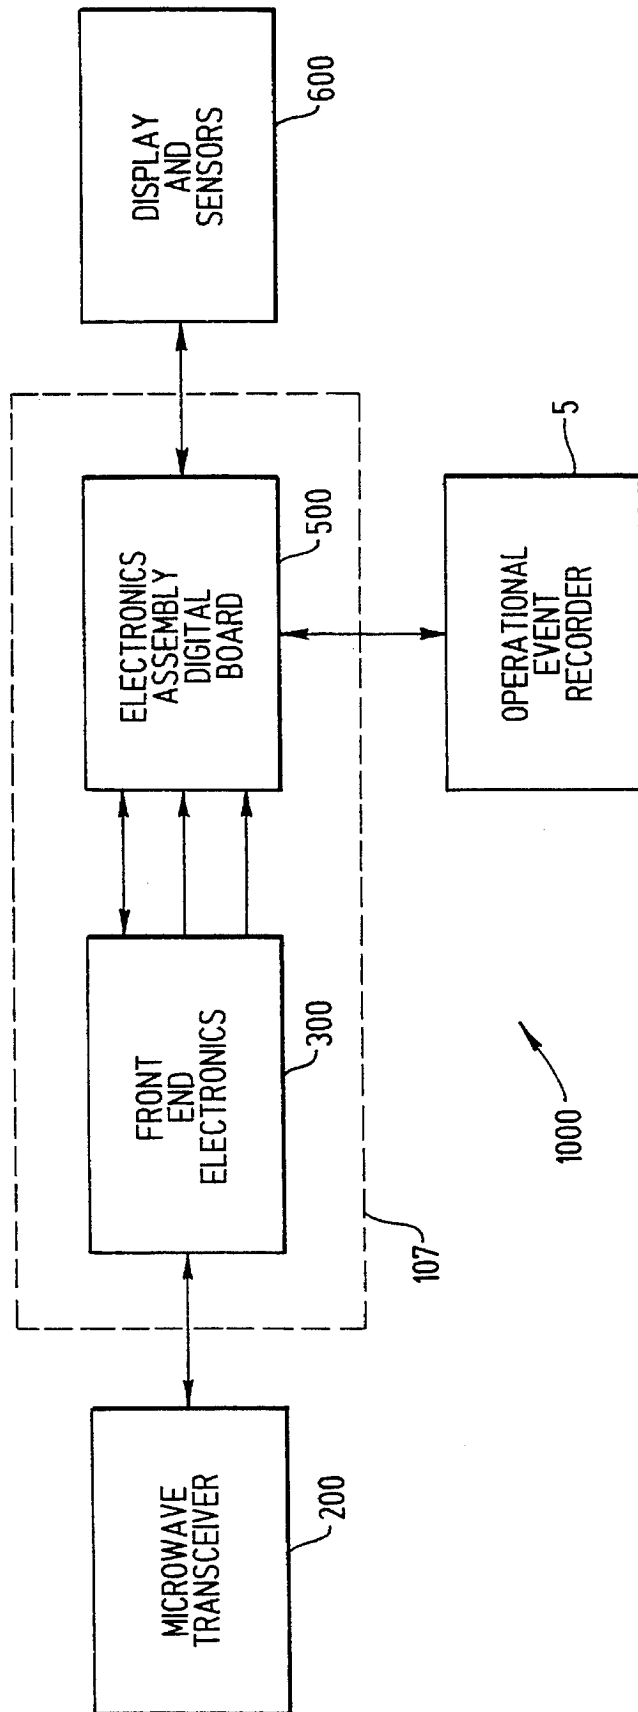 MICROWAVE
TRANSCEIVER
200
FRONT
END
ELECTRONICS
300
ELECTRONICS
ASSEMBLY
DIGITAL
BOARD
500
DISPLAY
AND
SENSORS
600
107
OPERATIONAL
EVENT
RECORDER
5
1000